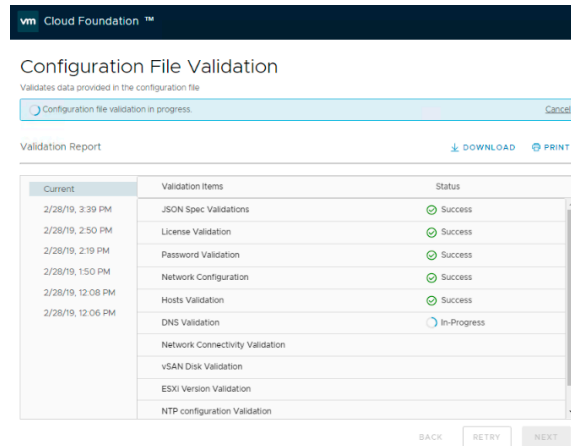 vm Cloud Foundation ™
Configuration File Validation
Validates data provided in the configuration file
Configuration file validation in progress. Cancel
Validation Report DOWNLOAD PRINT
Current Validation Items Status
2/28/19, 3:39 PM JSON Spec Validations Success
2/28/19, 2:50 PM License Validation Success
2/28/19, 2:19 PM Password Validation Success
2/28/19, 1:50 PM Network Configuration Success
2/28/19, 12:08 PM Hosts Validation Success
2/28/19, 12:06 PM DNS Validation In-Progress
Network Connectivity Validation
vSAN Disk Validation
ESXi Version Validation
NTP configuration Validation
BACK RETRY NEXT